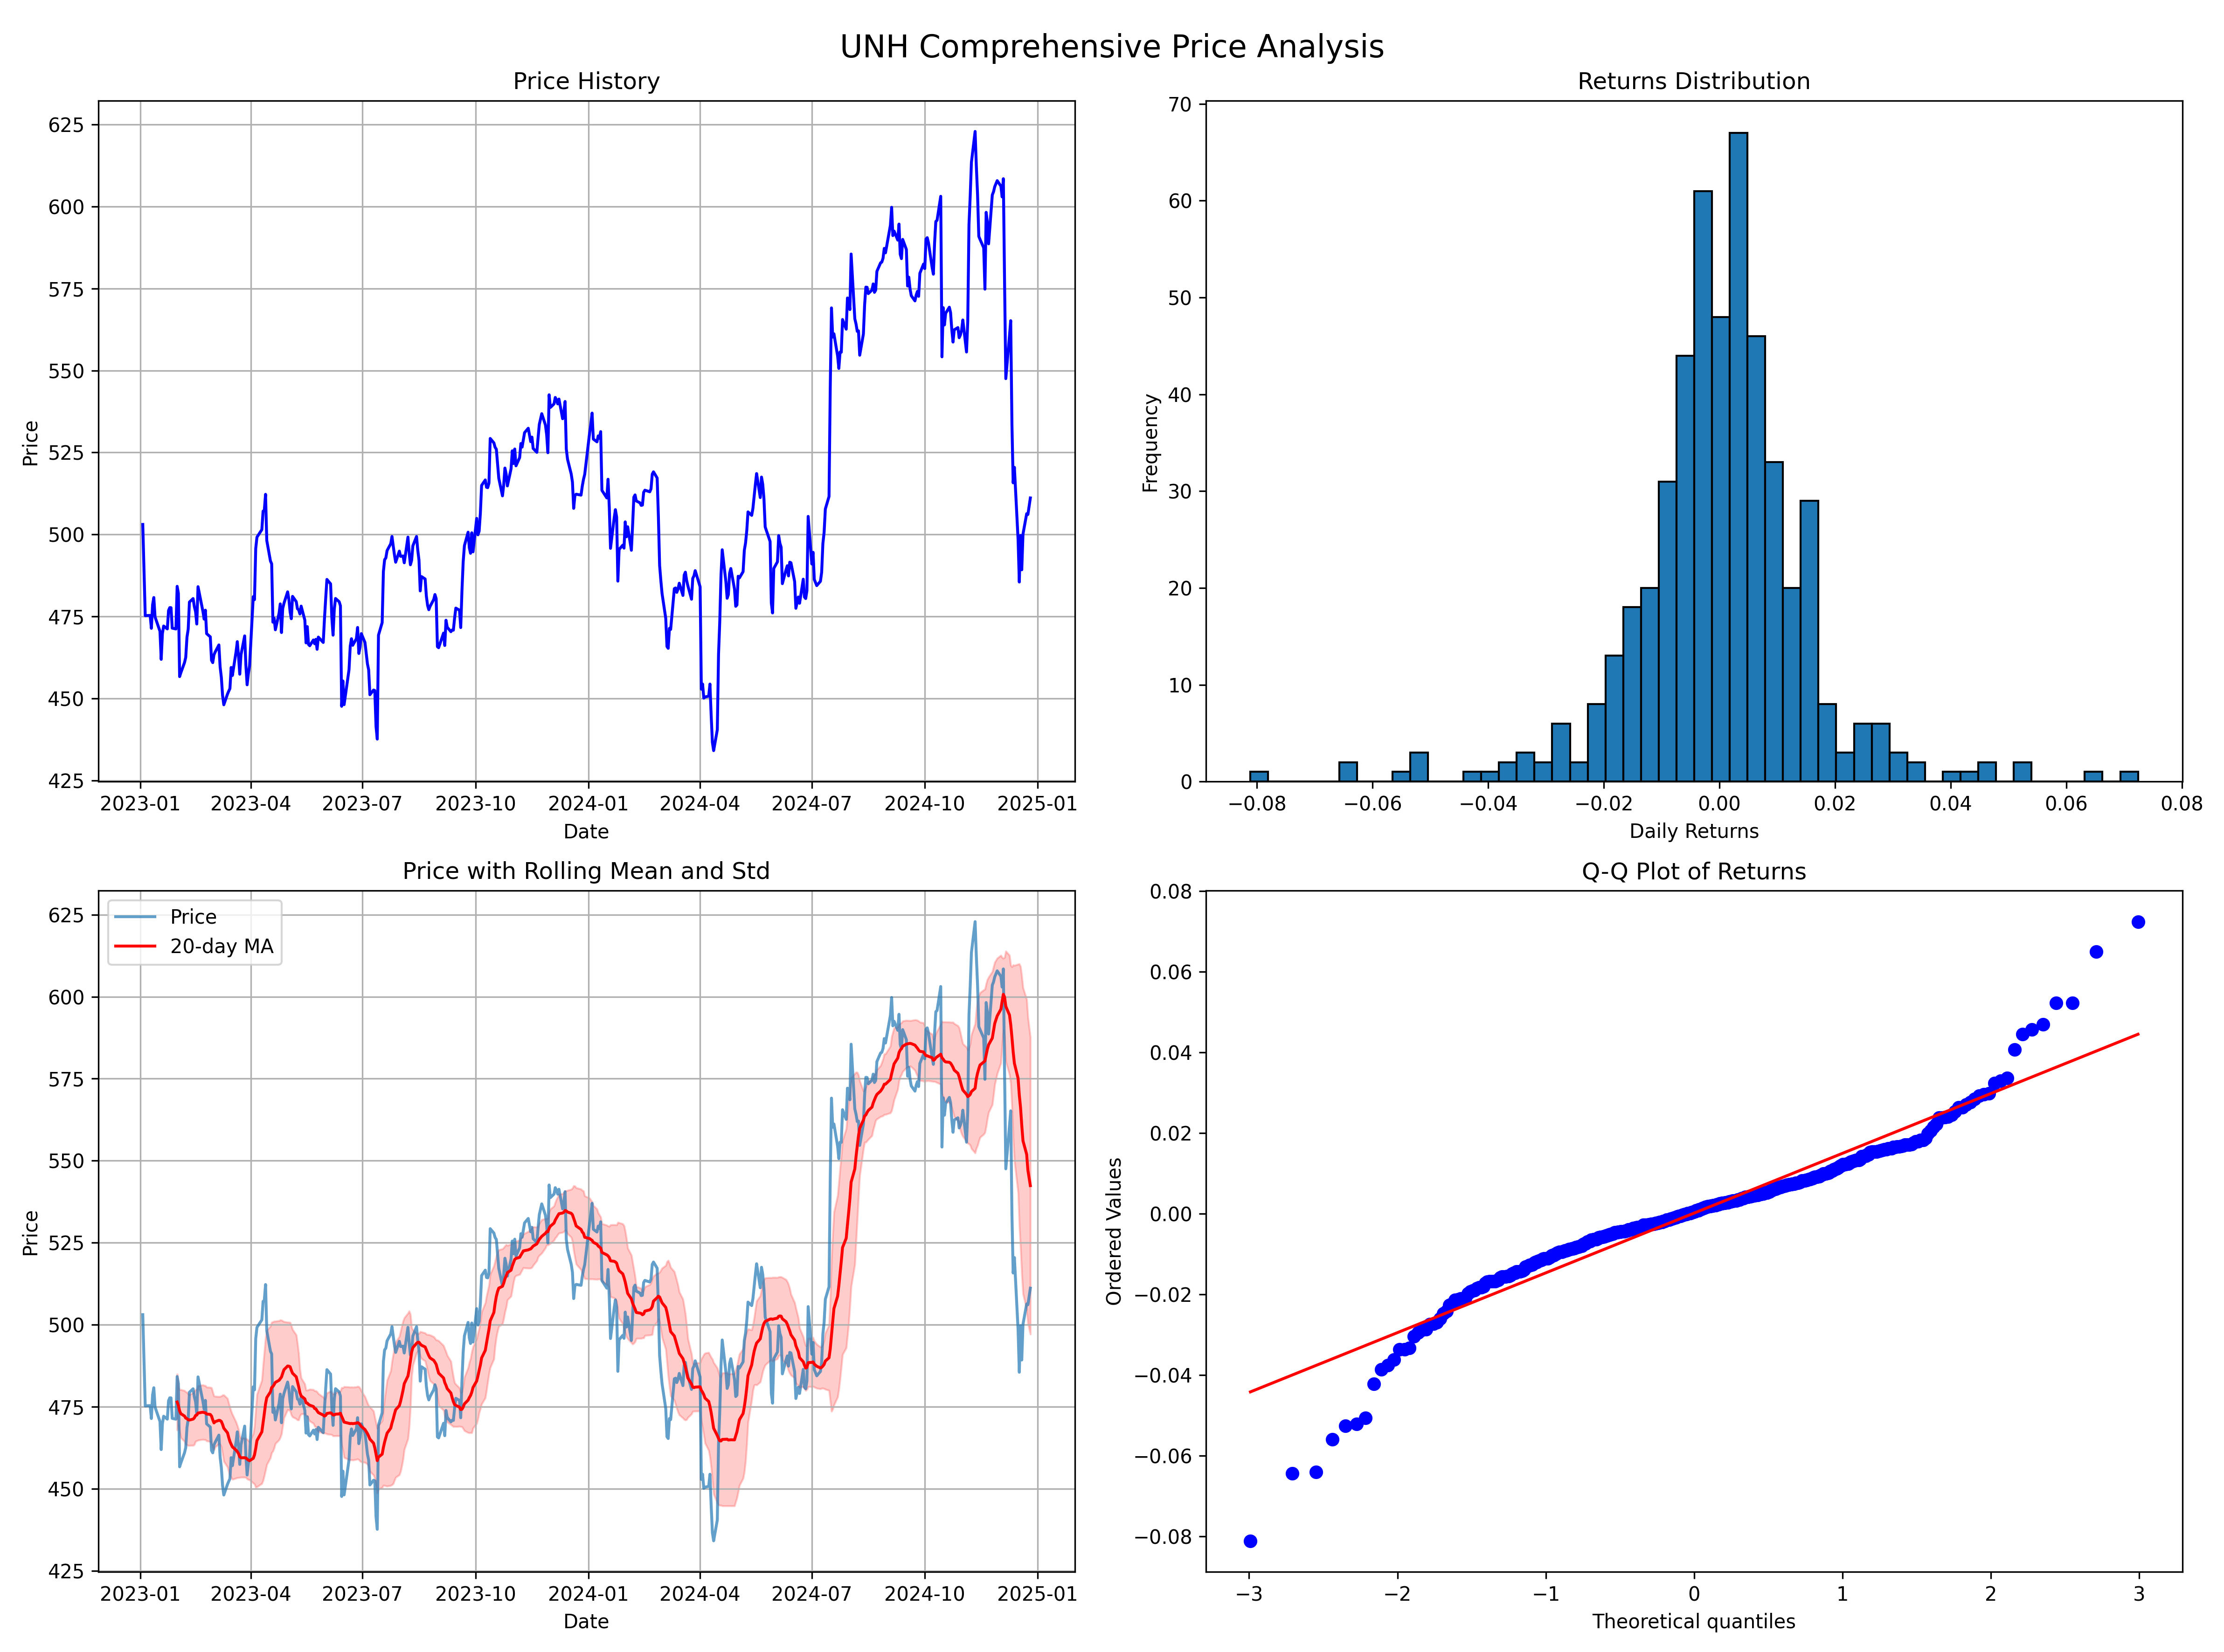 UNH Comprehensive Price Analysis
Price History
625
600
575
550
525
500
475
450
425
Price
2023-01 2023-04 2023-07 2023-10 2024-01 2024-04 2024-07 2024-10 2025-01
Date
Returns Distribution
70
60
50
40
30
20
10
0
Frequency
−0.08 −0.06 −0.04 −0.02 0.00 0.02 0.04 0.06 0.08
Daily Returns
Price with Rolling Mean and Std
Price
20-day MA
625
600
575
550
525
500
475
450
425
Price
2023-01 2023-04 2023-07 2023-10 2024-01 2024-04 2024-07 2024-10 2025-01
Date
Q-Q Plot of Returns
0.08
0.06
0.04
0.02
0.00
−0.02
−0.04
−0.06
−0.08
Ordered Values
−3 −2 −1 0 1 2 3
Theoretical quantiles